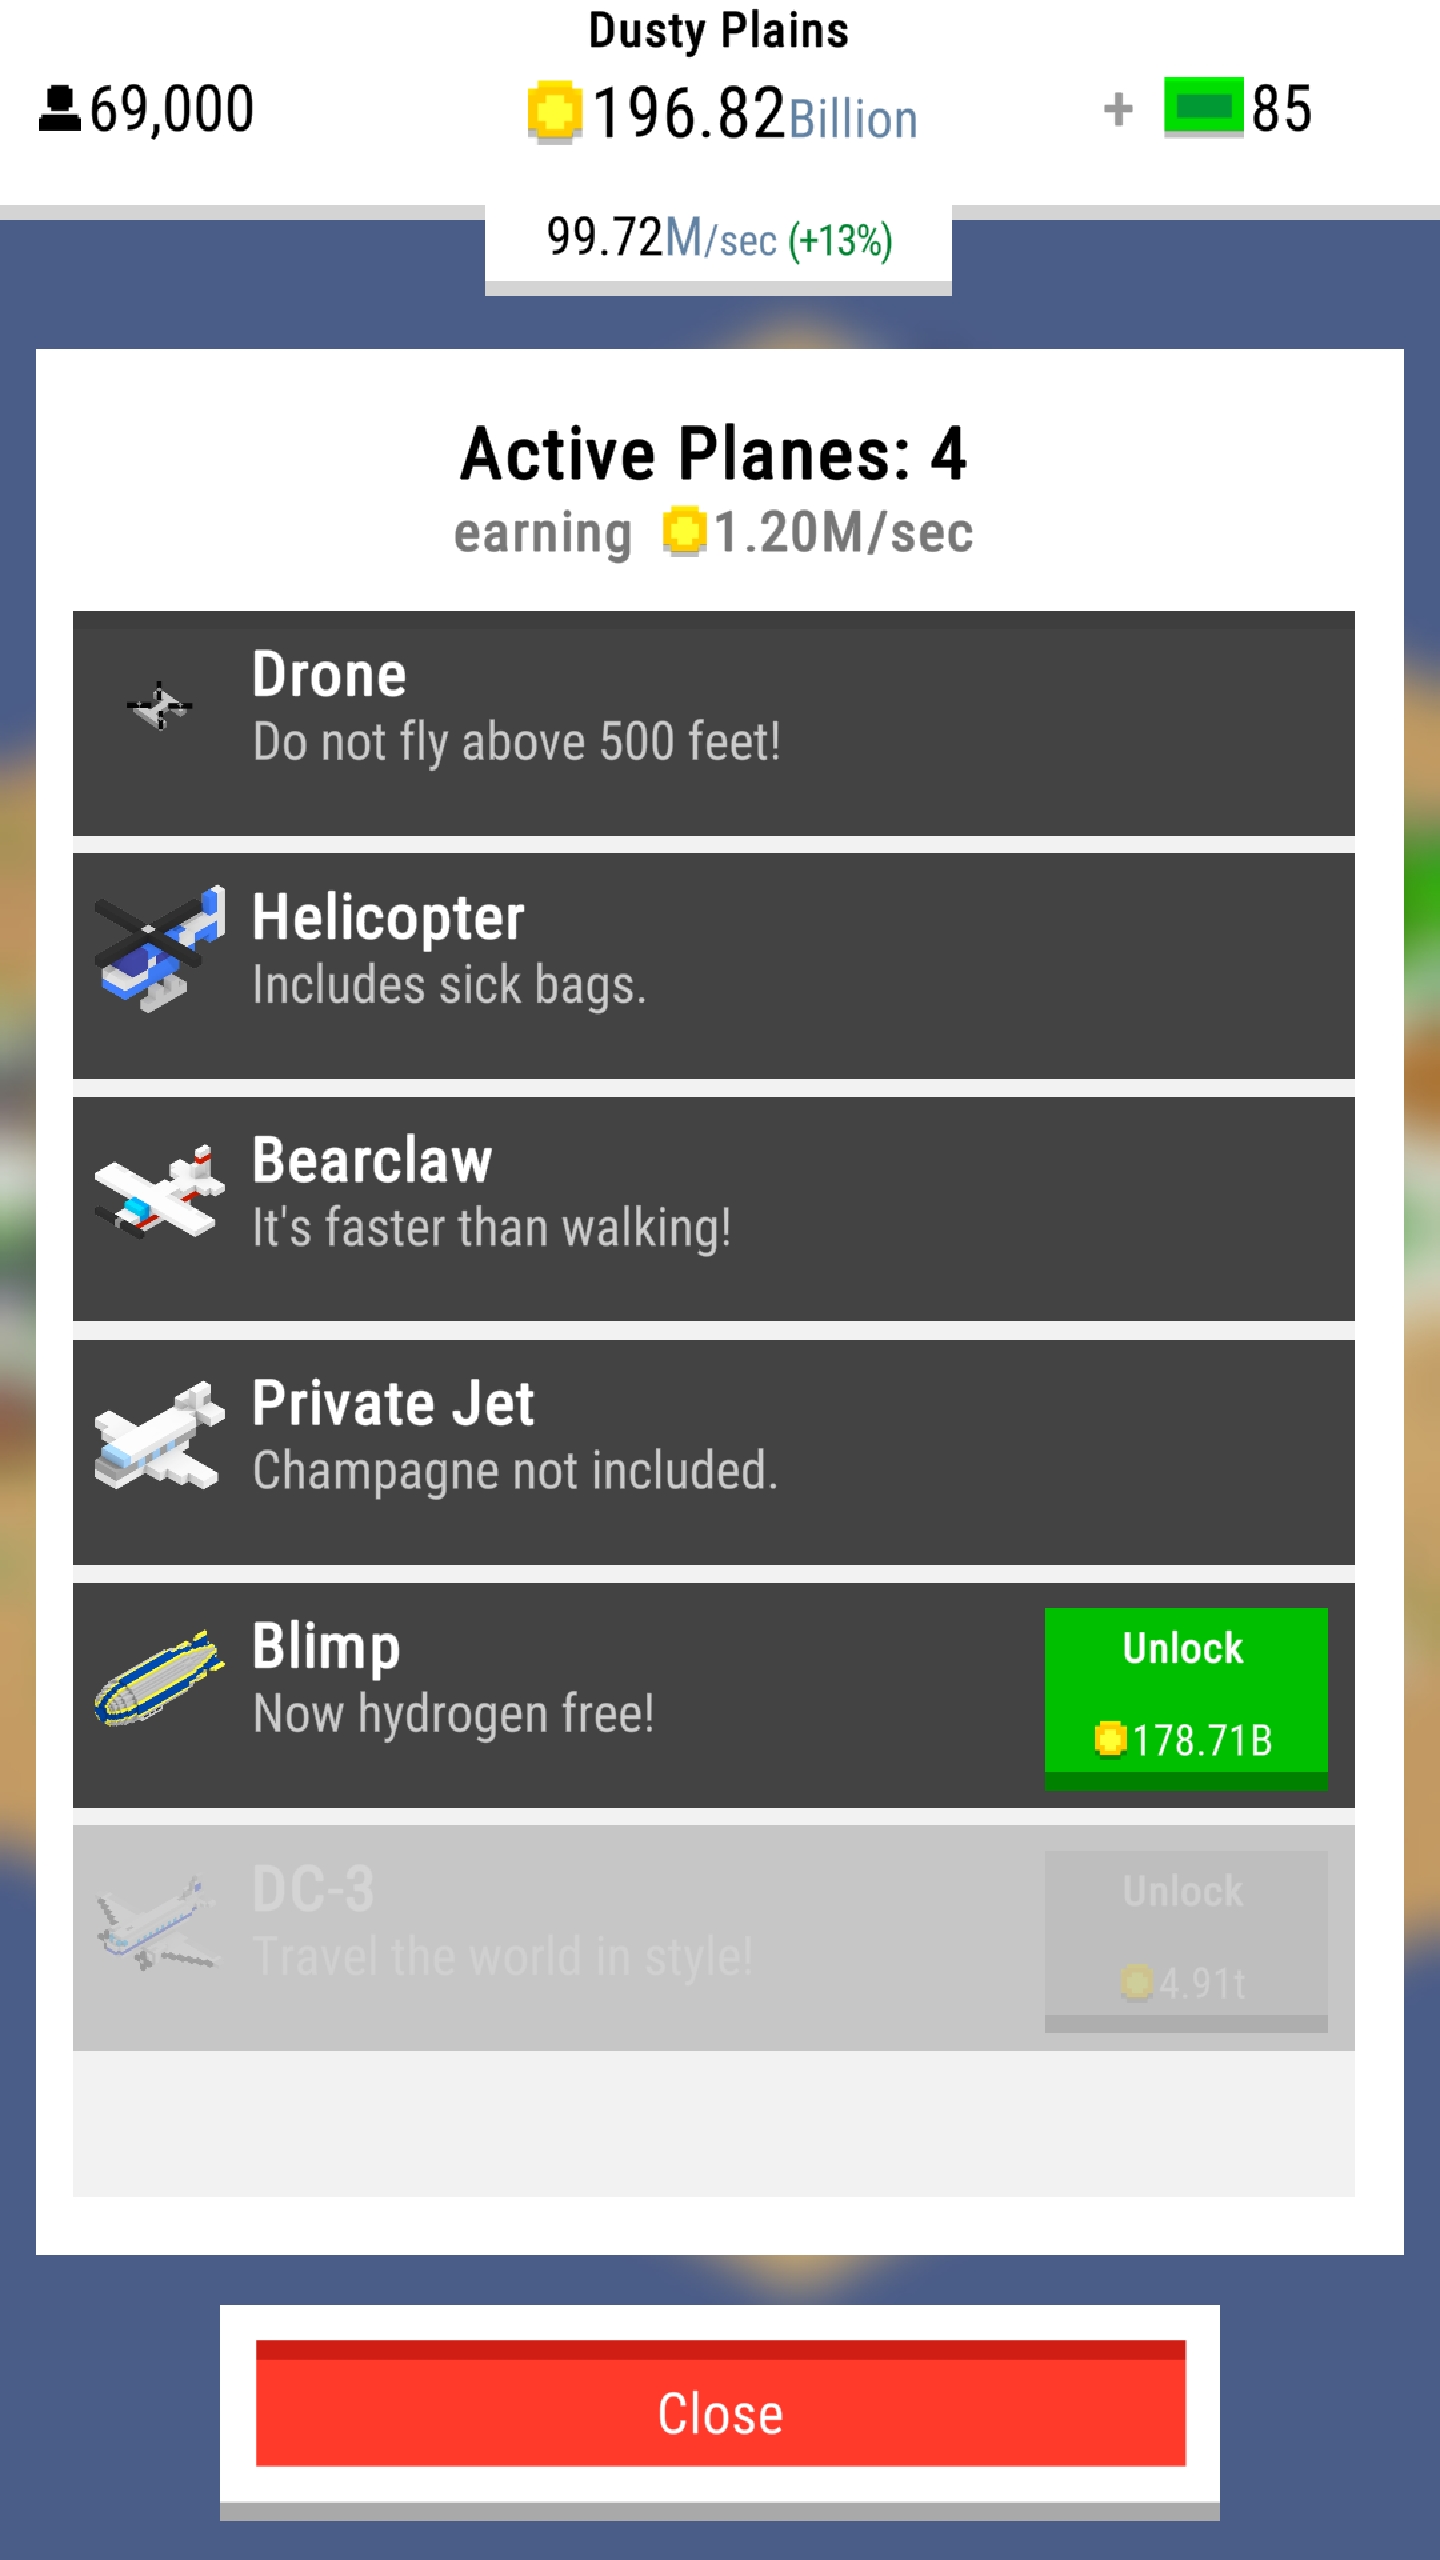 Dusty Plains
69,000
196.82Billion
+ 85
99.72M/sec (+13%)
Active Planes: 4
earning 1.20M/sec
Drone
Do not fly above 500 feet!
Helicopter
Includes sick bags.
Bearclaw
It's faster than walking!
Private Jet
Champagne not included.
Blimp
Now hydrogen free!
Unlock
178.71B
DC-3
Travel the world in style!
Unlock
4.91t
Close